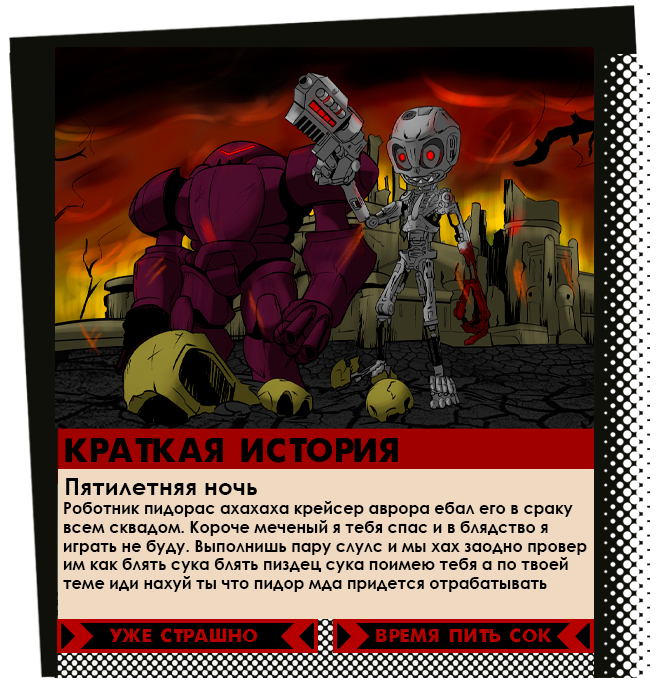 КРАТКАЯ ИСТОРИЯ
Пятилетняя ночь
Роботник пидорас ахахаха крейсер аврора ебал его в сраку
всем сквадом. Короче меченый я тебя спас и в блядство я
играть не буду. Выполнишь пару слулс и мы хах заодно провер
им как блять сука блять пиздец сука поимею тебя а по твоей
теме иди нахуй ты что пидор мда придется отрабатывать
УЖЕ СТРАШНО
ВРЕМЯ ПИТЬ СОК